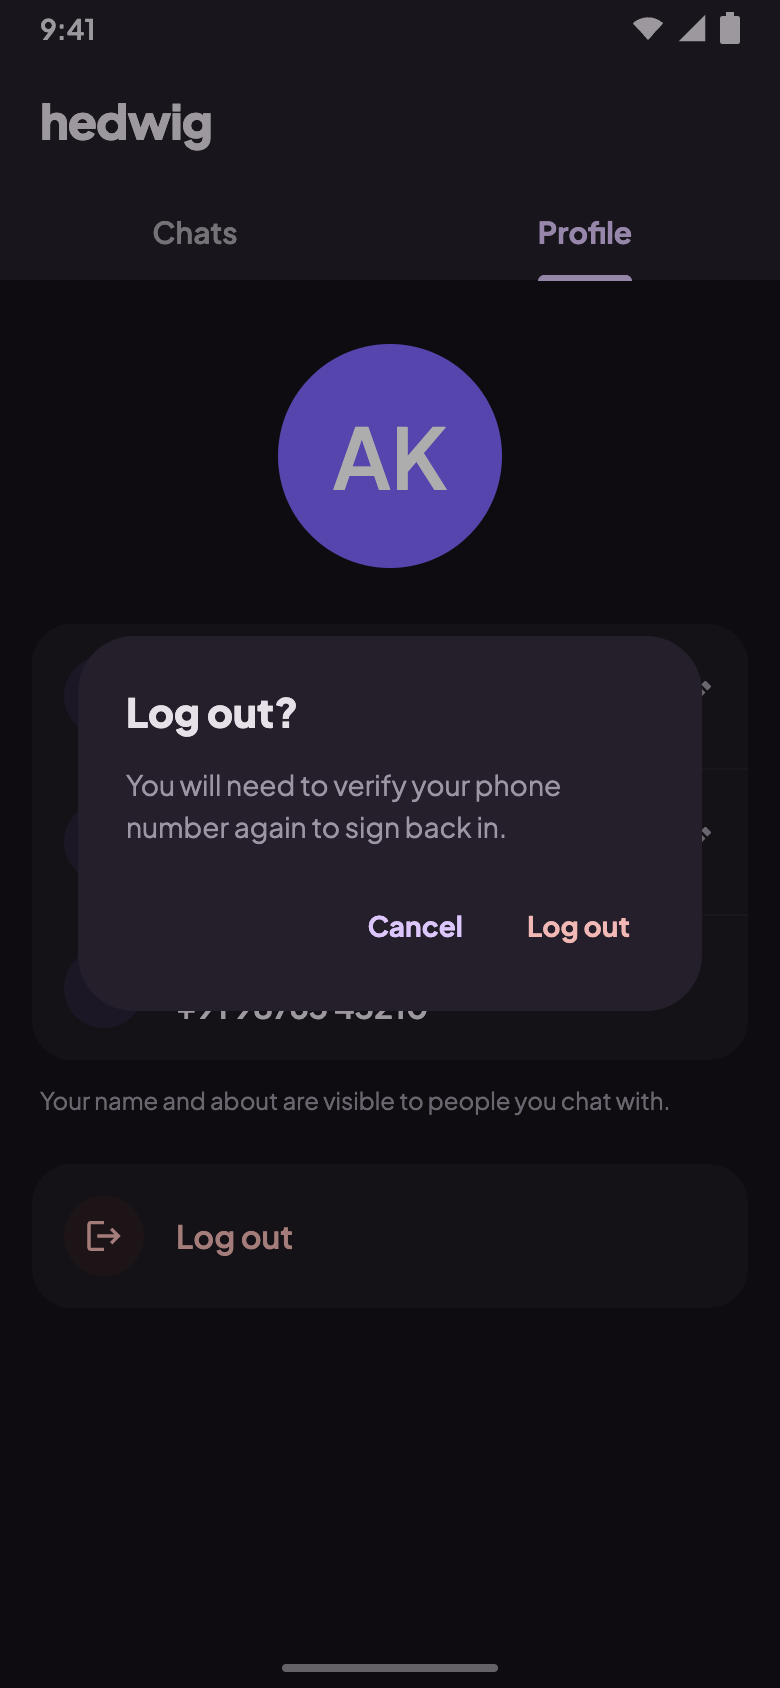 9:41
hedwig
Chats
Profile
AK
Log out?
You will need to verify your phone
number again to sign back in.
Cancel
Log out
Your name and about are visible to people you chat with.
Log out